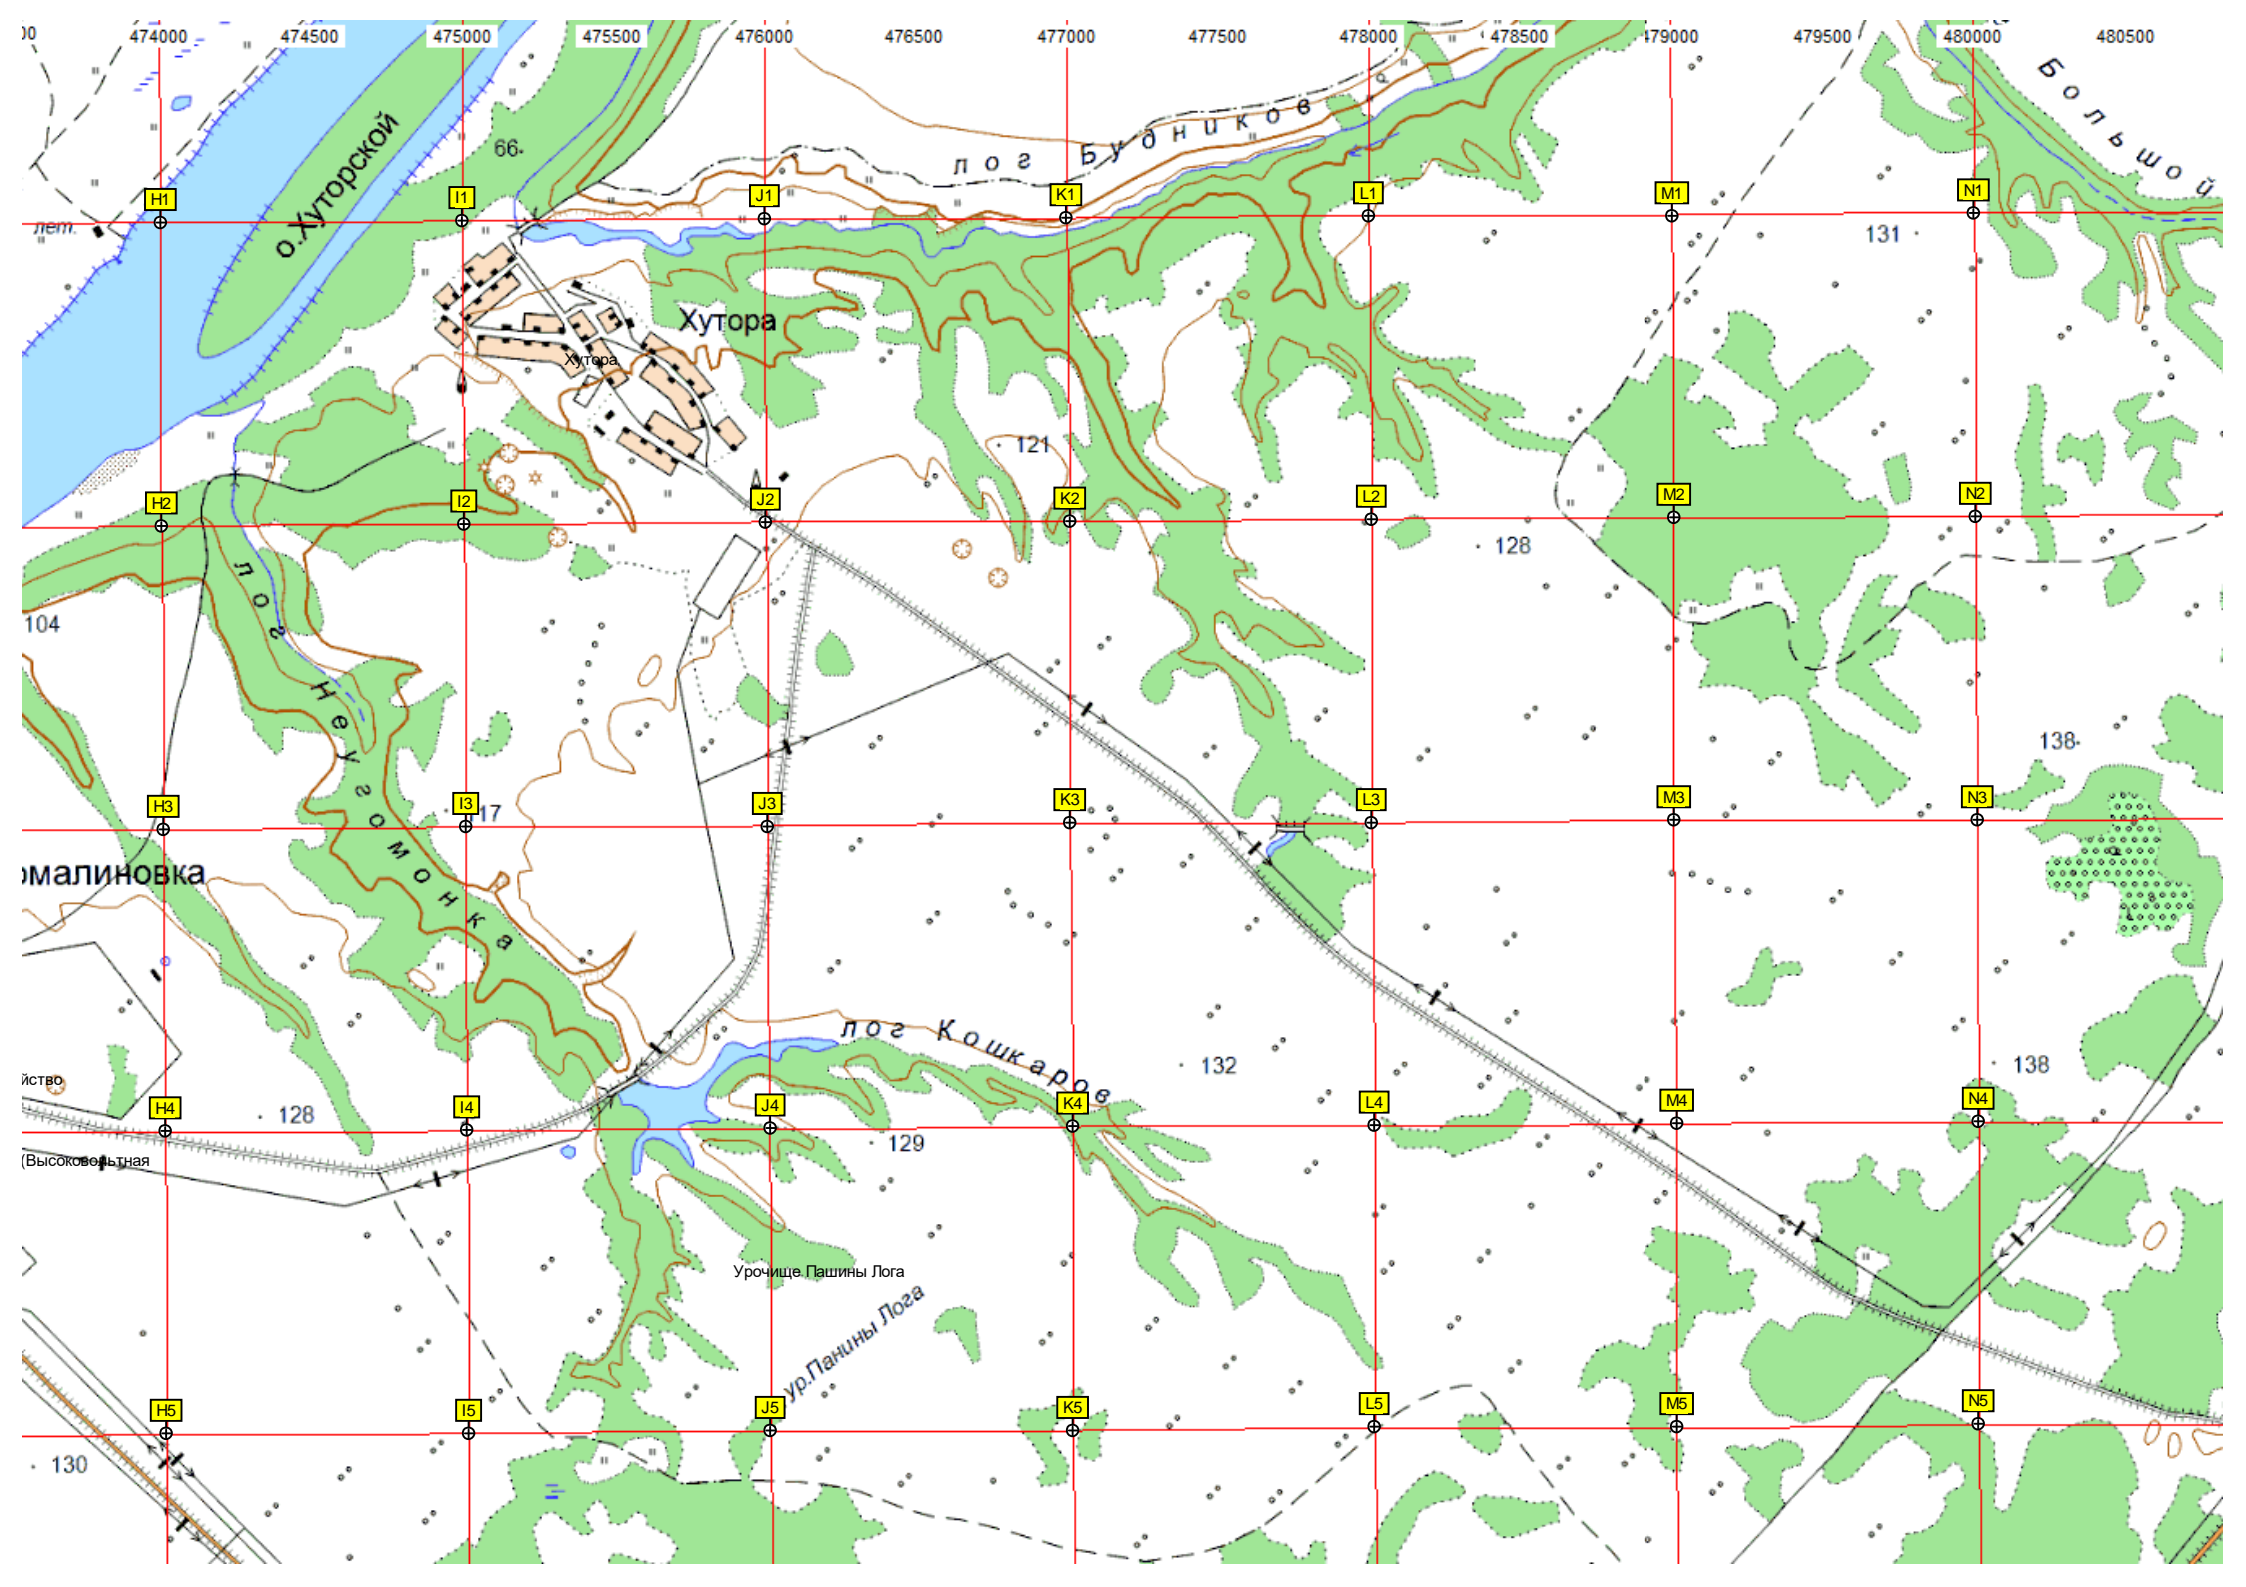 00 474000 474500 475000 475500 476000 476500 477000 477500 478000 478500 479000 479500 480000 480500
Большой
лог Будников
66
о.Хуторской
H1 I1 J1 K1 L1 M1 N1
лет.
131
Хутора
Хутора
121
H2 I2 J2 K2 L2 M2 N2
128
104
лог Неугомонка
138
H3 I3 J3 K3 L3 M3 N3
117
омалиновка
лог Кошкаров
132
138
йство
H4 I4 J4 K4 L4 M4 N4
128
129
(Высоковольтная
Урочище Пашины Лога
ур.Панины Лога
H5 I5 J5 K5 L5 M5 N5
130